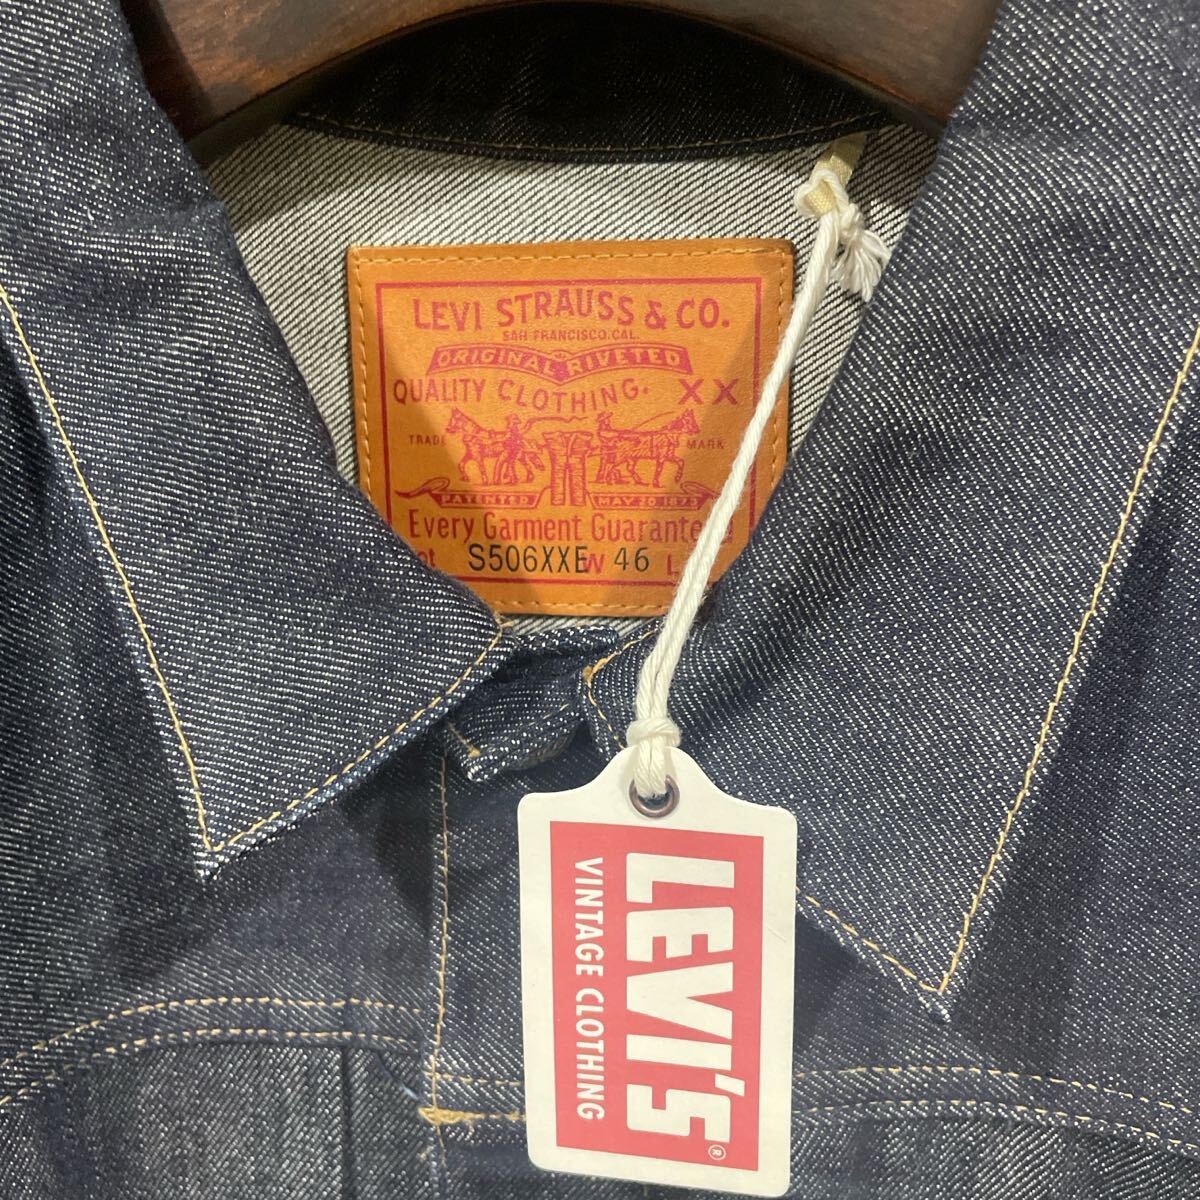 LEVI STRAUSS & CO.
SAN FRANCISCO, CAL.
ORIGINAL RIVETED
QUALITY CLOTHING. XX
TRADE MARK
PATENTED MAY 20 1873
Every Garment Guaranteed
S506XXE W 46 L
LEVI'S®
VINTAGE CLOTHING